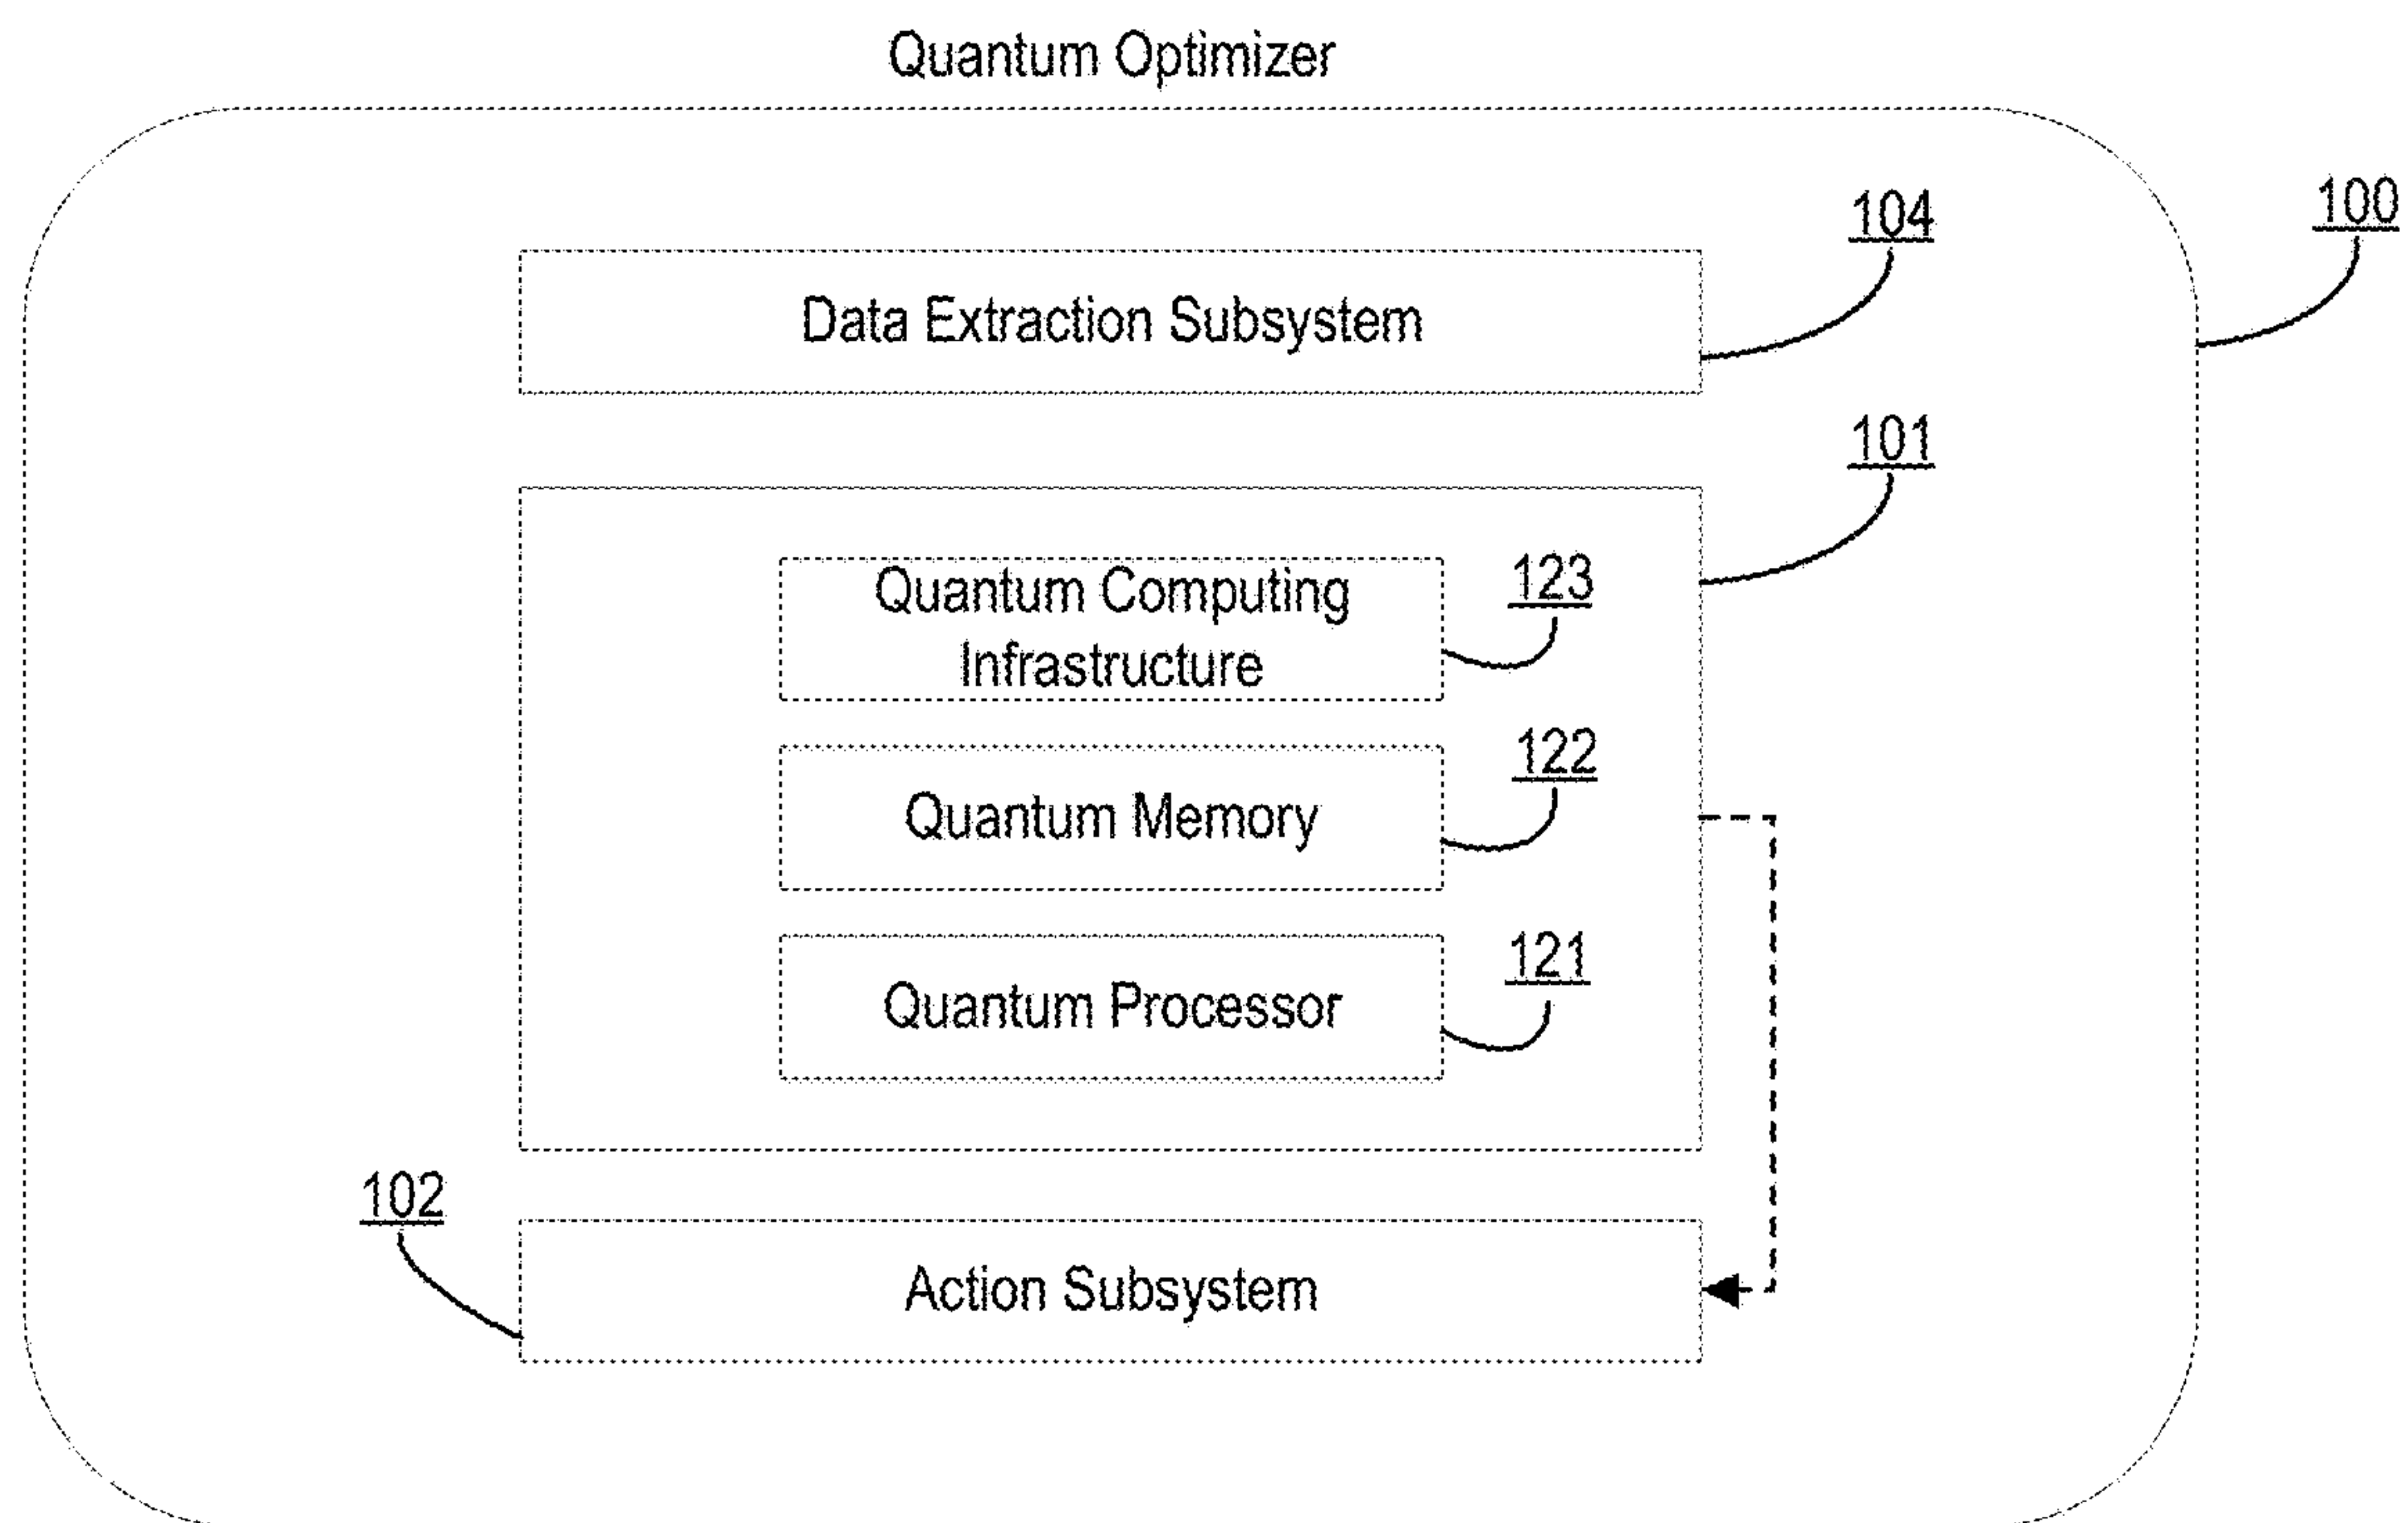 Quantum Optimizer
100
104
Data Extraction Subsystem
101
123
Quantum Computing
Infrastructure
122
Quantum Memory
121
Quantum Processor
102
Action Subsystem